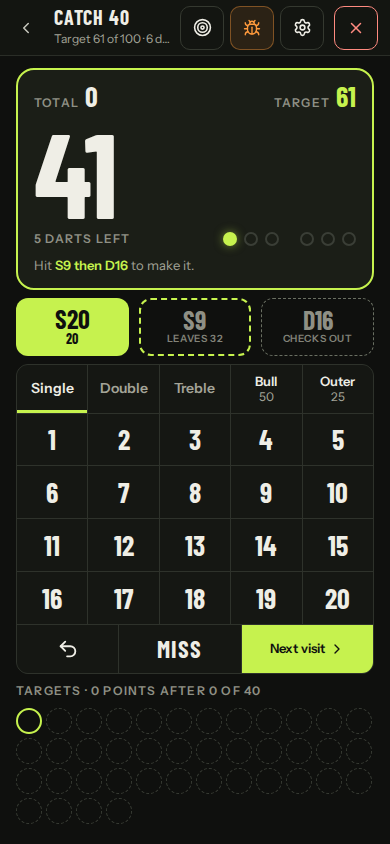 CATCH 40
Target 61 of 100·6 d…
TOTAL 0
TARGET 61
41
5 DARTS LEFT
Hit S9 then D16 to make it.
S20
20
S9
LEAVES 32
D16
CHECKS OUT
Single Double Treble Bull 50 Outer 25
1 2 3 4 5
6 7 8 9 10
11 12 13 14 15
16 17 18 19 20
MISS Next visit
TARGETS · 0 POINTS AFTER 0 OF 40